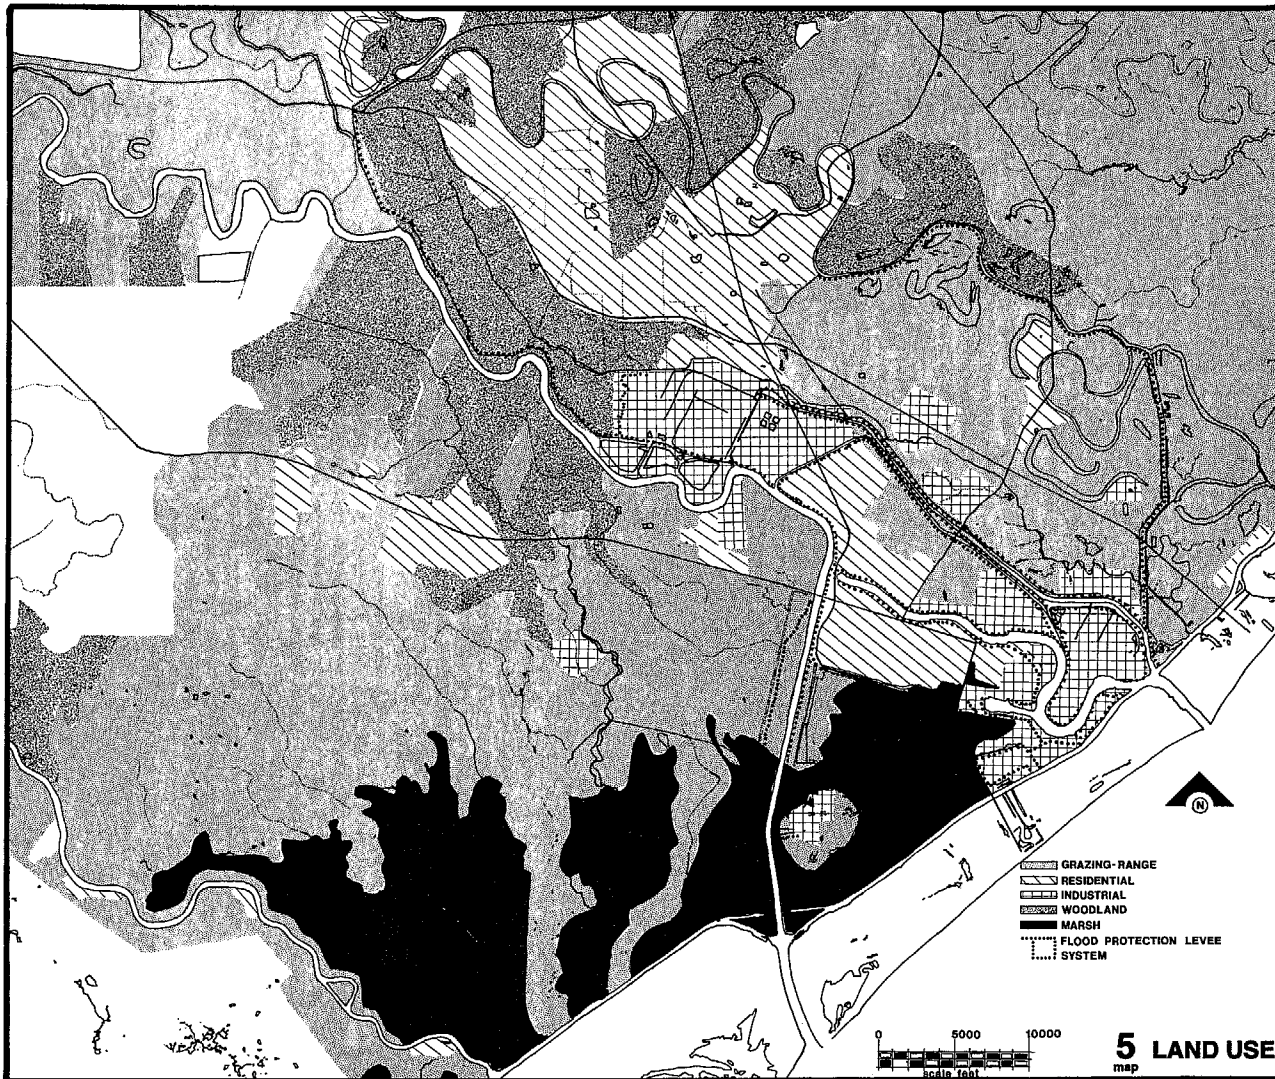 N
GRAZING-RANGE
RESIDENTIAL
INDUSTRIAL
WOODLAND
MARSH
FLOOD PROTECTION LEVEE
SYSTEM
0 5000 10000
scale feet
5 LAND USE
map